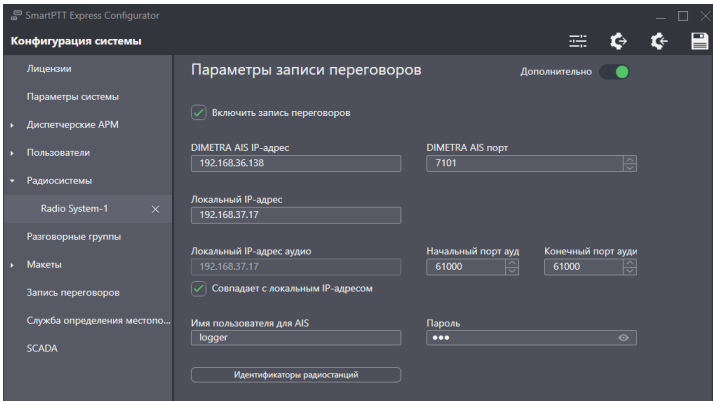 SmartPTT Express Configurator
Конфигурация системы
Лицензии
Параметры системы
Диспетчерские АРМ
Пользователи
Радиосистемы
Radio System-1
Разговорные группы
Макеты
Запись переговоров
Служба определения местопо...
SCADA
Параметры записи переговоров
Дополнительно
Включить запись переговоров
DIMETRA AIS IP-адрес
DIMETRA AIS порт
192.168.36.138
7101
Локальный IP-адрес
192.168.37.17
Локальный IP-адрес аудио
Начальный порт ауд
Конечный порт ауди
192.168.37.17
61000
61000
Совпадает с локальным IP-адресом
Имя пользователя для AIS
Пароль
logger
•••
Идентификаторы радиостанций